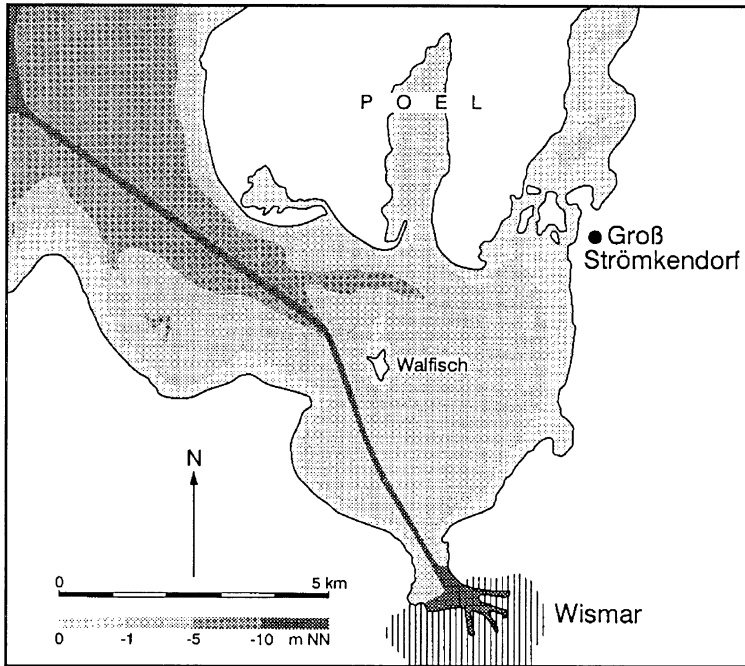 P O E L
Groß
Strömkendorf
Walfisch
N
0 5 km
0 -1 -5 -10 m NN
Wismar